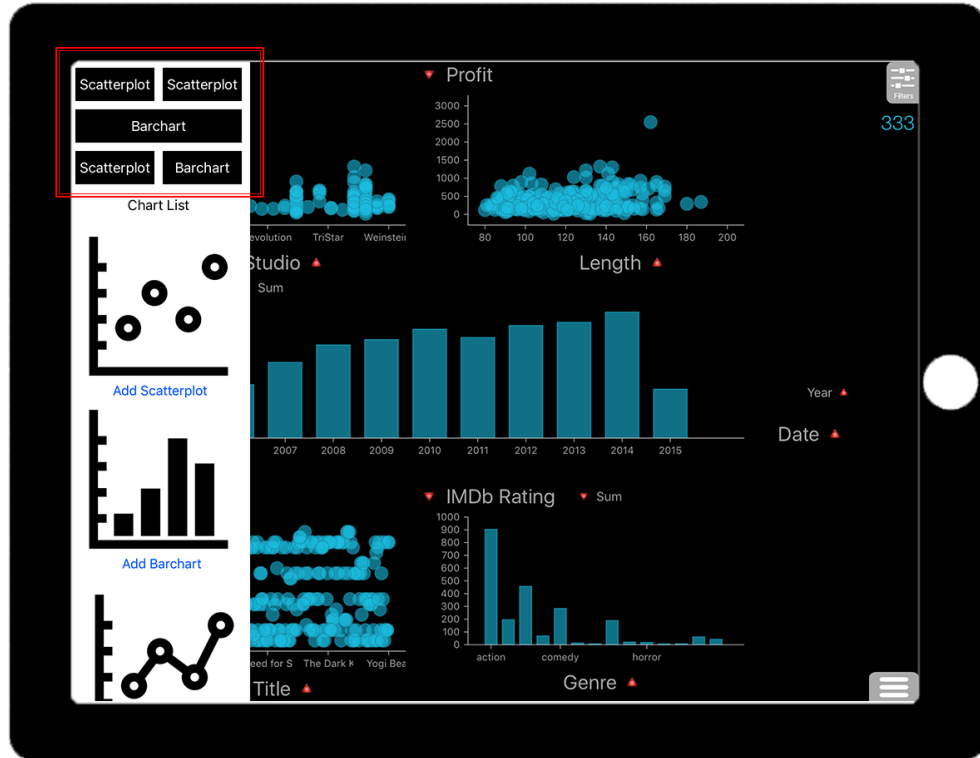 Scatterplot Scatterplot
Barchart
Scatterplot Barchart
Chart List
Add Scatterplot
Add Barchart
Filters
333
Profit
3000
2500
2000
1500
1000
500
0
80 100 120 140 160 180 200
Length
evolution TriStar Weinstein
Studio
Sum
2007 2008 2009 2010 2011 2012 2013 2014 2015
Year
Date
IMDb Rating Sum
1000
900
800
700
600
500
400
300
200
100
0
action comedy horror
Genre
eed for S The Dark K Yogi Bea
Title